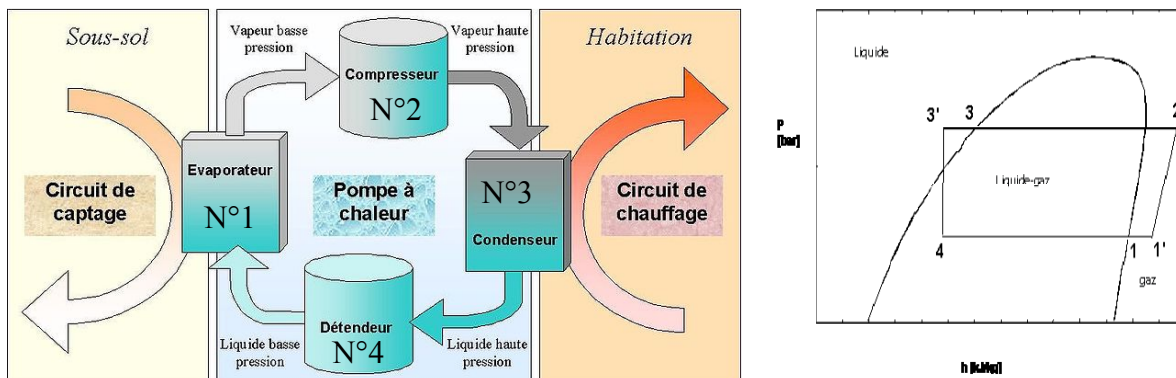 Sous-sol
Vapeur basse
pression
Vapeur haute
pression
Habitation
Compresseur
N°2
Evaporateur
N°1
Circuit de
captage
Pompe à
chaleur
N°3
Condenseur
Circuit de
chauffage
Détendeur
N°4
Liquide basse
pression
Liquide haute
pression
Liquide
P
[bar]
3'
3
2
Liquide-gaz
4
1
1'
gaz